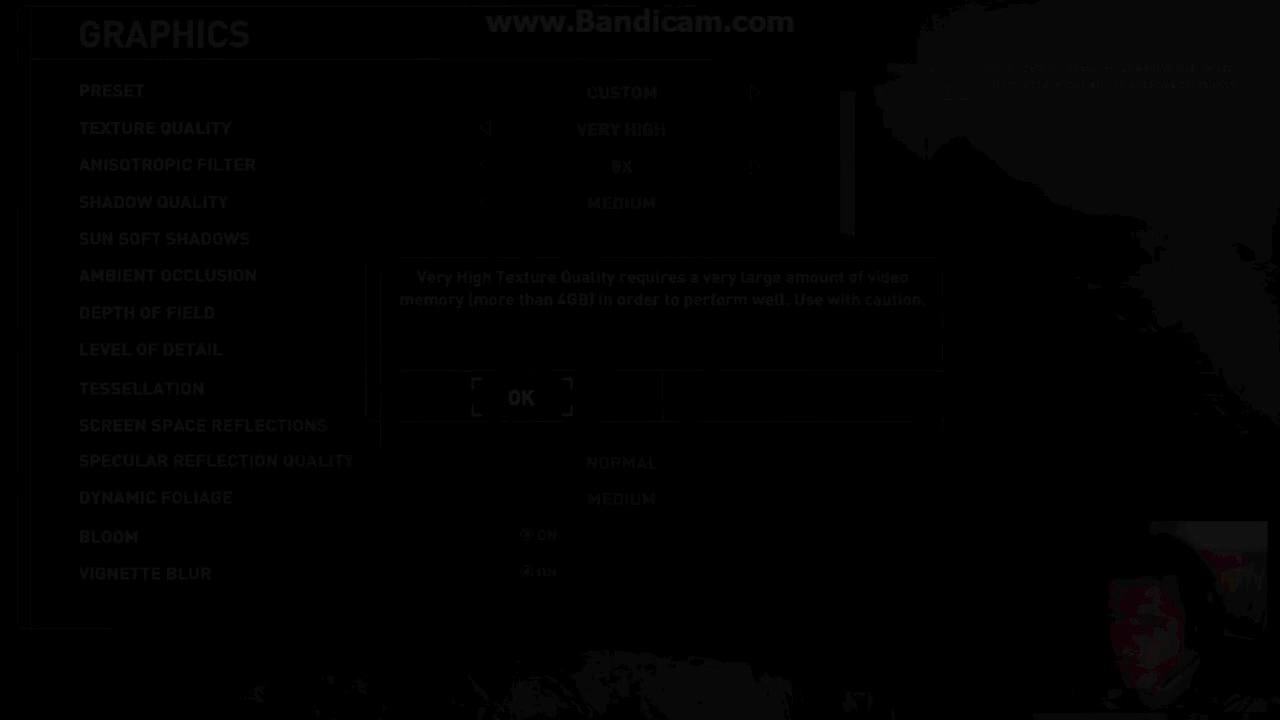 www.Bandicam.com
GRAPHICS
PRESET CUSTOM
TEXTURE QUALITY VERY HIGH
ANISOTROPIC FILTER 8X
SHADOW QUALITY MEDIUM
SUN SOFT SHADOWS
AMBIENT OCCLUSION
DEPTH OF FIELD
LEVEL OF DETAIL
TESSELLATION
SCREEN SPACE REFLECTIONS
SPECULAR REFLECTION QUALITY NORMAL
DYNAMIC FOLIAGE MEDIUM
BLOOM ON
VIGNETTE BLUR ON
Very High Texture Quality requires a very large amount of video
memory (more than 4GB) in order to perform well. Use with caution.
OK